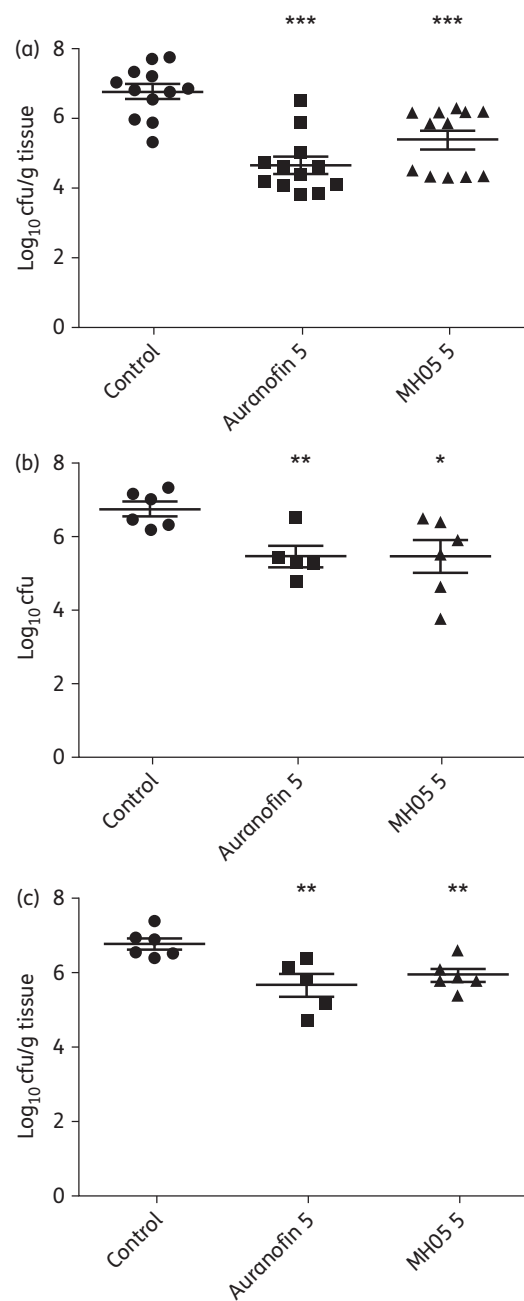 (a)
***
***
8
6
4
2
0
Log10 cfu/g tissue
Control
Auranofin 5
MH05 5
(b)
**
*
8
6
4
2
0
Log10 cfu
Control
Auranofin 5
MH05 5
(c)
**
**
8
6
4
2
0
Log10 cfu/g tissue
Control
Auranofin 5
MH05 5